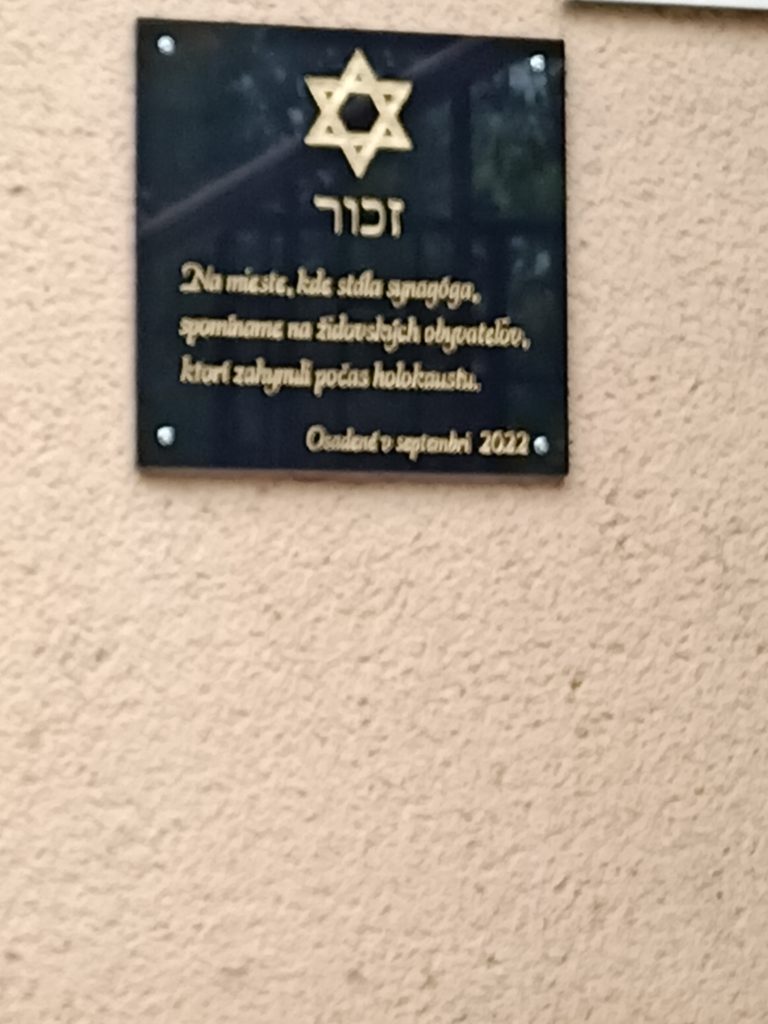 זכור
Na mieste, kde stála synagóga,
spomíname na židovských obyvateľov,
ktorí zahynuli počas holokaustu.
Osadené v septembri 2022